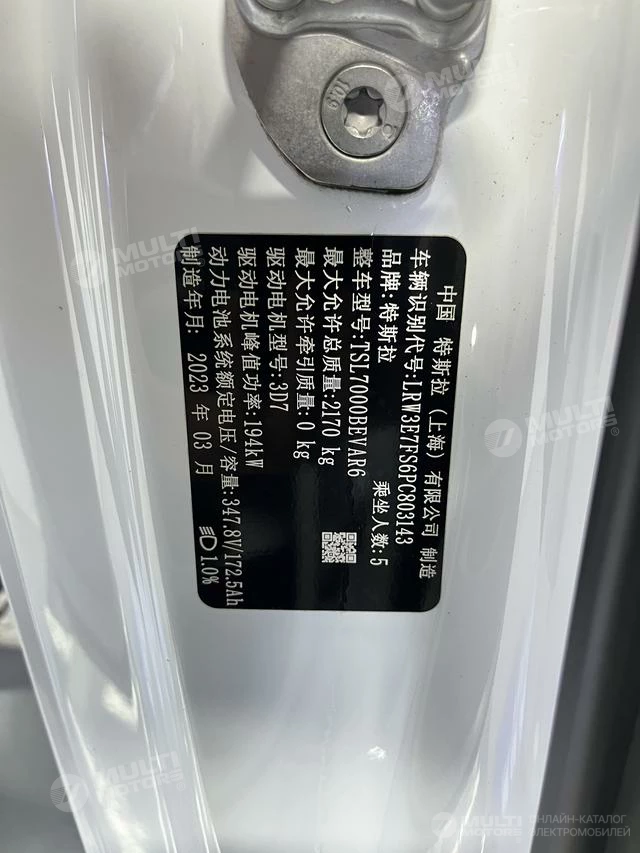 中国 特斯拉（上海）有限公司 制造
车辆识别代号:LRW3E7FS6PC803143
品牌:特斯拉 乘坐人数:5
整车型号:TSL7000BEVAR6
最大允许总质量:2170 kg
最大允许牵引质量:0 kg
驱动电机型号:3D7
驱动电机峰值功率:194kW
动力电池系统额定电压/容量:347.8V/172.5Ah
制造年月: 2023 年 03 月 1.0%
MULTI MOTORS
MULTI MOTORS
MULTI MOTORS
MULTI MOTORS
MULTI MOTORS
ОНЛАЙН-КАТАЛОГ
ЭЛЕКТРОМОБИЛЕЙ